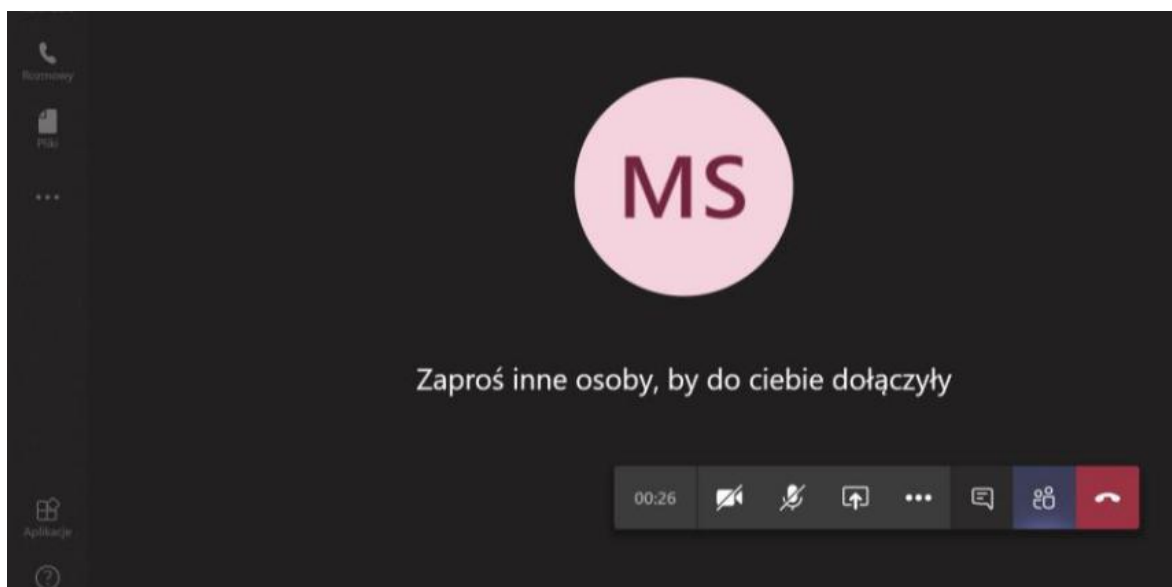 Rozmowy
Pliki
MS
Zaproś inne osoby, by do ciebie dołączyły
00:26
Aplikacje